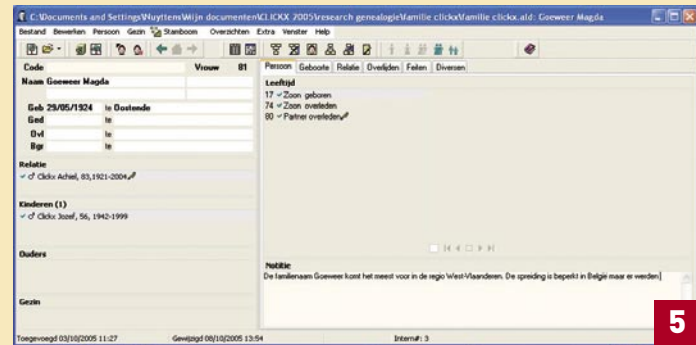 C:\Documents and Settings\Nuyttens\Mijn documenten\CLICKX 2005\research genealogie\familie clickx\familie clickx.ald: Goeweer Magda
Bestand Bewerken Persoon Gezin Stamboom Overzichten Extra Venster Help
Code Vrouw 81
Naam Goeweer Magda
Geb 29/05/1924 te Oostende
Ged te
Ovl te
Bgr te
Relatie
Clickx Achiel, 83,1921-2004
Kinderen (1)
Clickx Jozef, 56, 1942-1999
Ouders
Gezin
Persoon Geboorte Relatie Overlijden Feiten Diversen
Leeftijd
17 Zoon geboren
74 Zoon overleden
80 Partner overleden
Notitie
De familienaam Goeweer komt het meest voor in de regio West-Vlaanderen. De spreiding is beperkt in België maar er werden
Toegevoegd 03/10/2005 11:27 Gewijzigd 08/10/2005 13:54 Intern#: 3
5